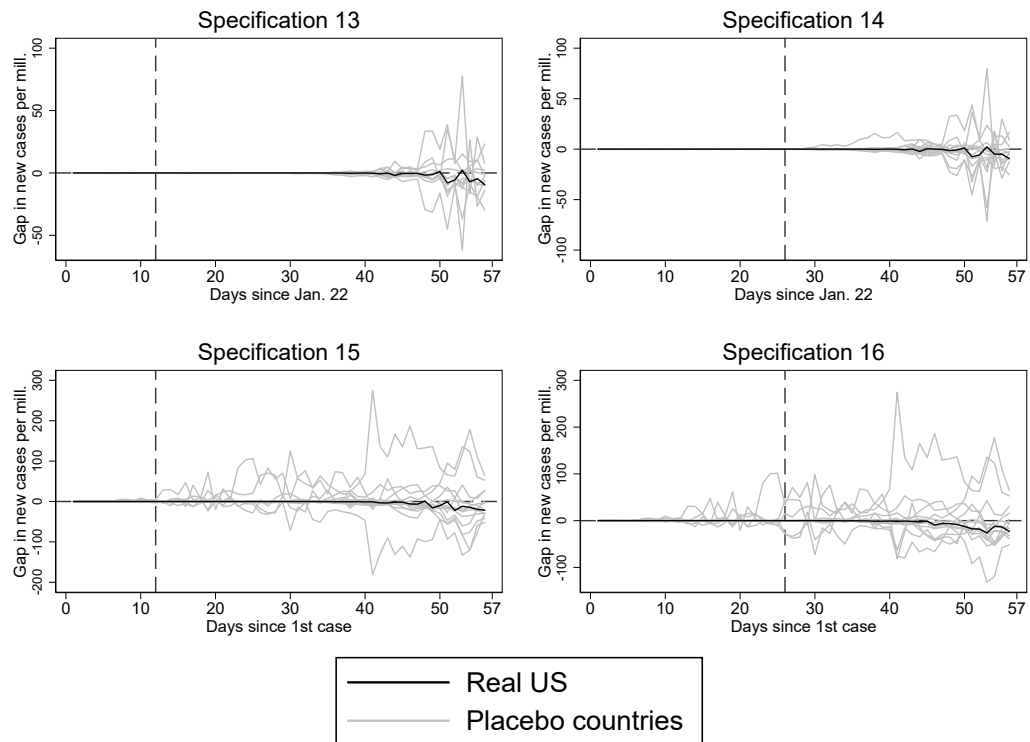 Specification 13
Gap in new cases per mill.
100
50
0
-50
0 10 20 30 40 50 57
Days since Jan. 22
Specification 14
Gap in new cases per mill.
100
50
0
-50
-100
0 10 20 30 40 50 57
Days since Jan. 22
Specification 15
Gap in new cases per mill.
300
200
100
0
-100
-200
0 10 20 30 40 50 57
Days since 1st case
Specification 16
Gap in new cases per mill.
300
200
100
0
-100
0 10 20 30 40 50 57
Days since 1st case
Real US
Placebo countries